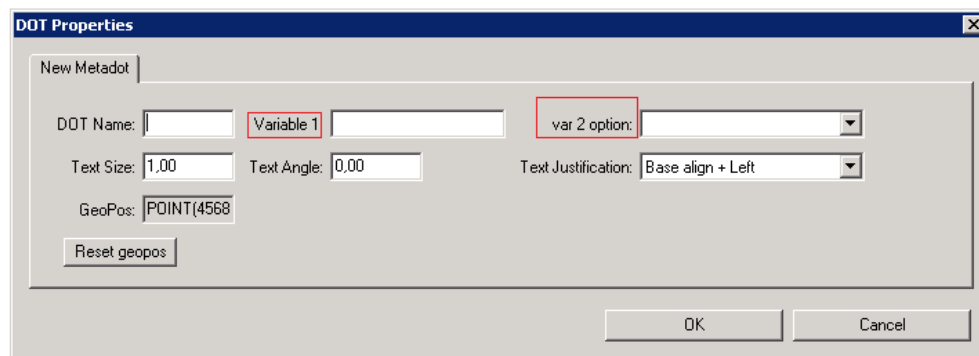 DOT Properties
New Metadot
DOT Name: Variable 1 var 2 option:
Text Size: 1,00 Text Angle: 0,00 Text Justification: Base align + Left
GeoPos: POINT(4568
Reset geopos
OK Cancel